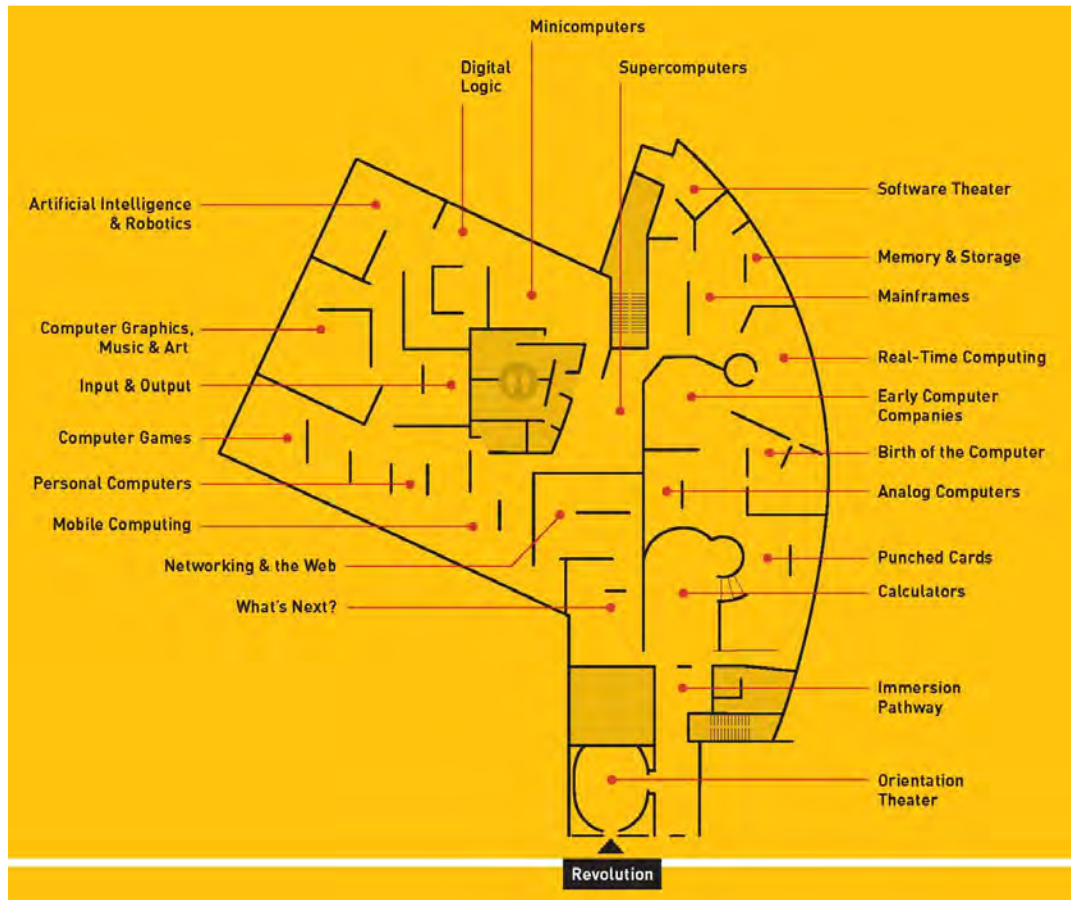 Minicomputers
Digital
Logic
Supercomputers
Artificial Intelligence
& Robotics
Computer Graphics,
Music & Art
Input & Output
Computer Games
Personal Computers
Mobile Computing
Networking & the Web
What's Next?
Software Theater
Memory & Storage
Mainframes
Real-Time Computing
Early Computer
Companies
Birth of the Computer
Analog Computers
Punched Cards
Calculators
Immersion
Pathway
Orientation
Theater
Revolution